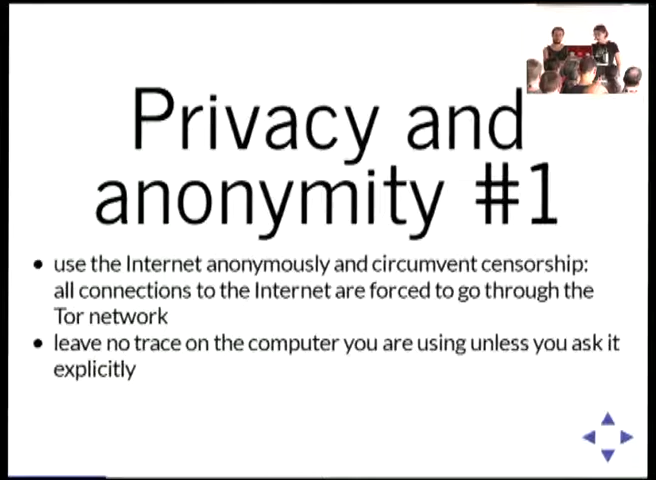 Privacy and
anonymity #1
• use the Internet anonymously and circumvent censorship:
all connections to the Internet are forced to go through the
Tor network
• leave no trace on the computer you are using unless you ask it
explicitly